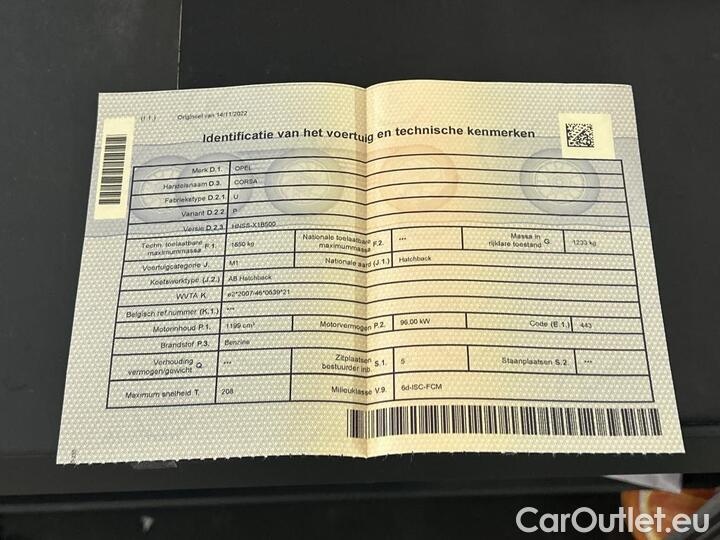 (I.1.) Origineel van 14/11/2022
Identificatie van het voertuig en technische kenmerken
Merk D.1. OPEL
Handelsnaam D.3. CORSA
Fabriekstype D.2.1. U
Variant D.2.2. P
Versie D.2.3. HNSS-X1B500
Techn. toelaatbare maximummassa F.1. 1650 kg Nationale toelaatbare maximummassa F.2. *** Massa in rijklare toestand G. 1233 kg
Voertuigcategorie J. M1 Nationale aard (J.1.) Hatchback
Koetswerktype (J.2.) AB Hatchback
WVTA K. e2*2007/46*0639*21
Belgisch ref.nummer (K.1.) ***
Motorinhoud P.1. 1199 cm³ Motorvermogen P.2. 96.00 kW Code (E.1.) 443
Brandstof P.3. Benzine
Verhouding vermogen/gewicht Q. *** Zitplaatsen bestuurder inb. S.1. 5 Staanplaatsen S.2. ***
Maximum snelheid T. 208 Milieuklasse V.9. 6d-ISC-FCM
CarOutlet.eu